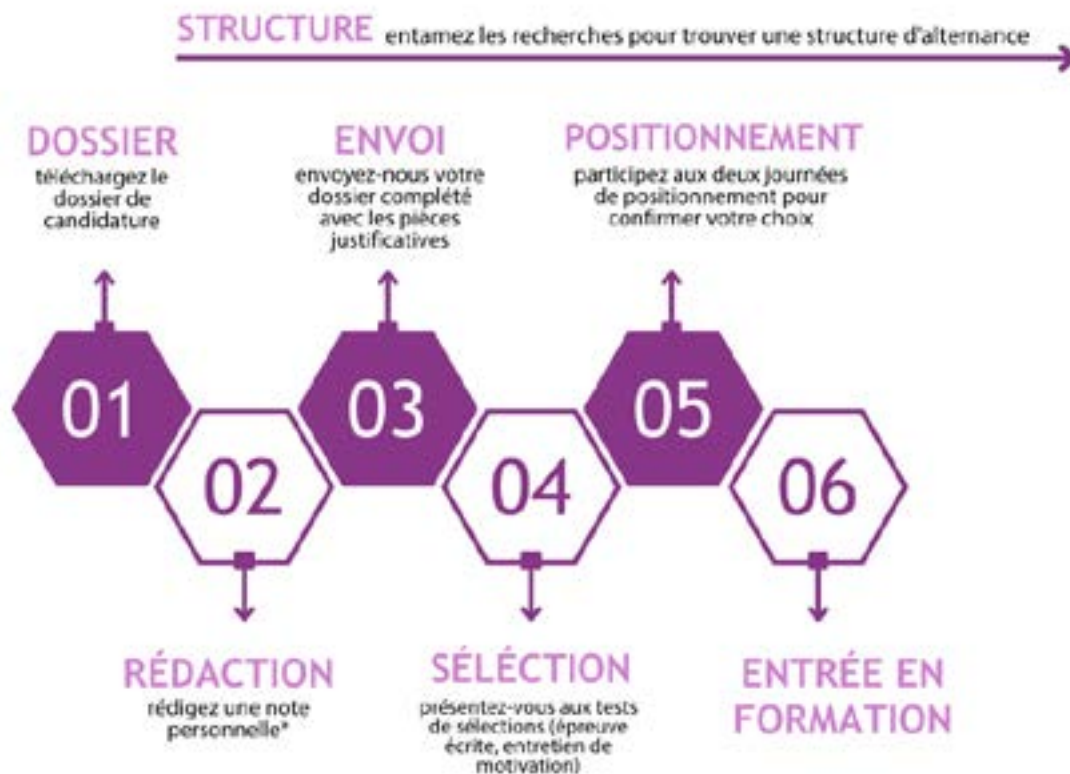 STRUCTURE entamez les recherches pour trouver une structure d'alternance
DOSSIER
téléchargez le
dossier de
candidature
ENVOI
envoyez-nous votre
dossier complété
avec les pièces
justificatives
POSITIONNEMENT
participez aux deux journées
de positionnement pour
confirmer votre choix
01
02
03
04
05
06
RÉDACTION
rédigez une note
personnelle*
SÉLÉCTION
présentez-vous aux tests
de sélections (épreuve
écrite, entretien de
motivation)
ENTRÉE EN
FORMATION